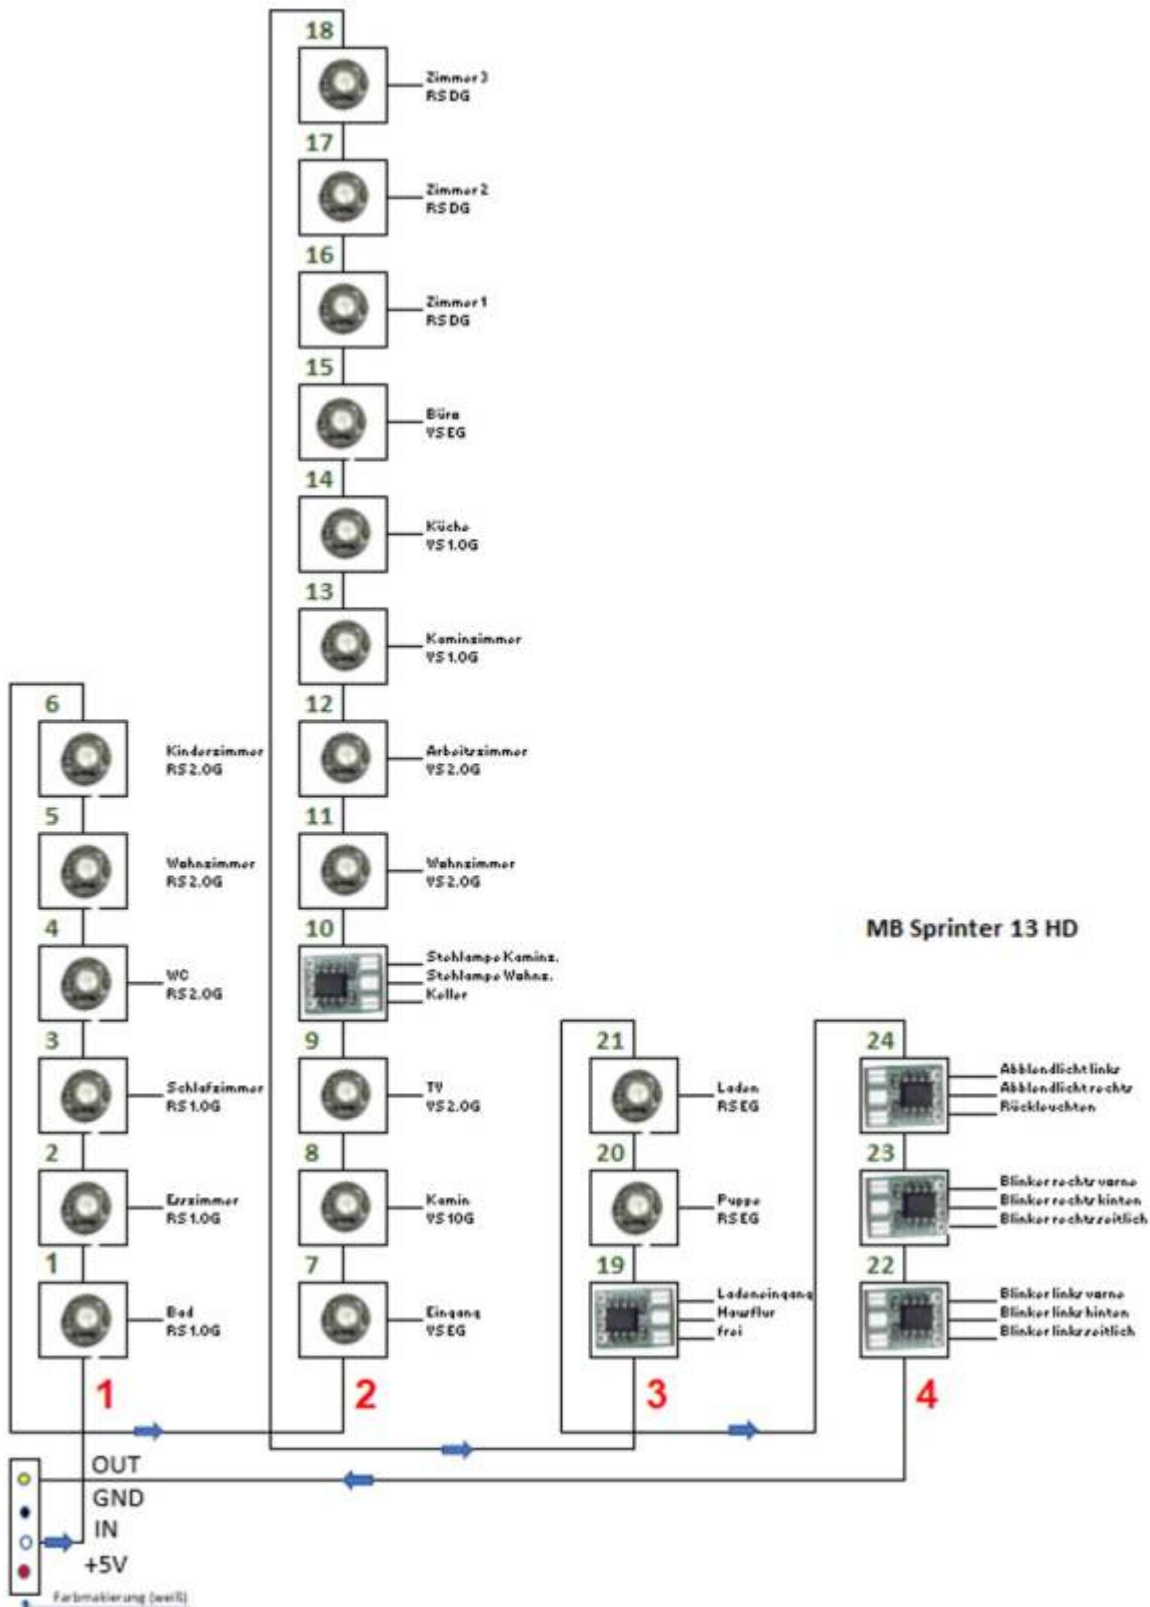 18
Zimmer 3
RS DG
17
Zimmer 2
RS DG
16
Zimmer 1
RS DG
15
Büro
VS EG
14
Küche
VS 1.OG
13
Kaminzimmer
VS 1.OG
12
Arbeitszimmer
VS 2.OG
11
Wohnzimmer
VS 2.OG
10
Stehlampe Kaminz.
Stehlampe Wohnz.
Keller
9
TV
VS 2.OG
8
Kamin
VS 1OG
7
Eingang
VS EG
2
6
Kinderzimmer
RS 2.OG
5
Wohnzimmer
RS 2.OG
4
WC
RS 2.OG
3
Schlafzimmer
RS 1.OG
2
Esszimmer
RS 1.OG
1
Bad
RS 1.OG
1
21
Laden
RS EG
20
Puppe
RS EG
19
Ladeneingang
Hausflur
frei
3
MB Sprinter 13 HD
24
Abblendlicht links
Abblendlicht rechts
Rückleuchten
23
Blinker rechts vorne
Blinker rechts hinten
Blinker rechts seitlich
22
Blinker links vorne
Blinker links hinten
Blinker links seitlich
4
OUT
GND
IN
+5V
Farbmakierung (weiß)